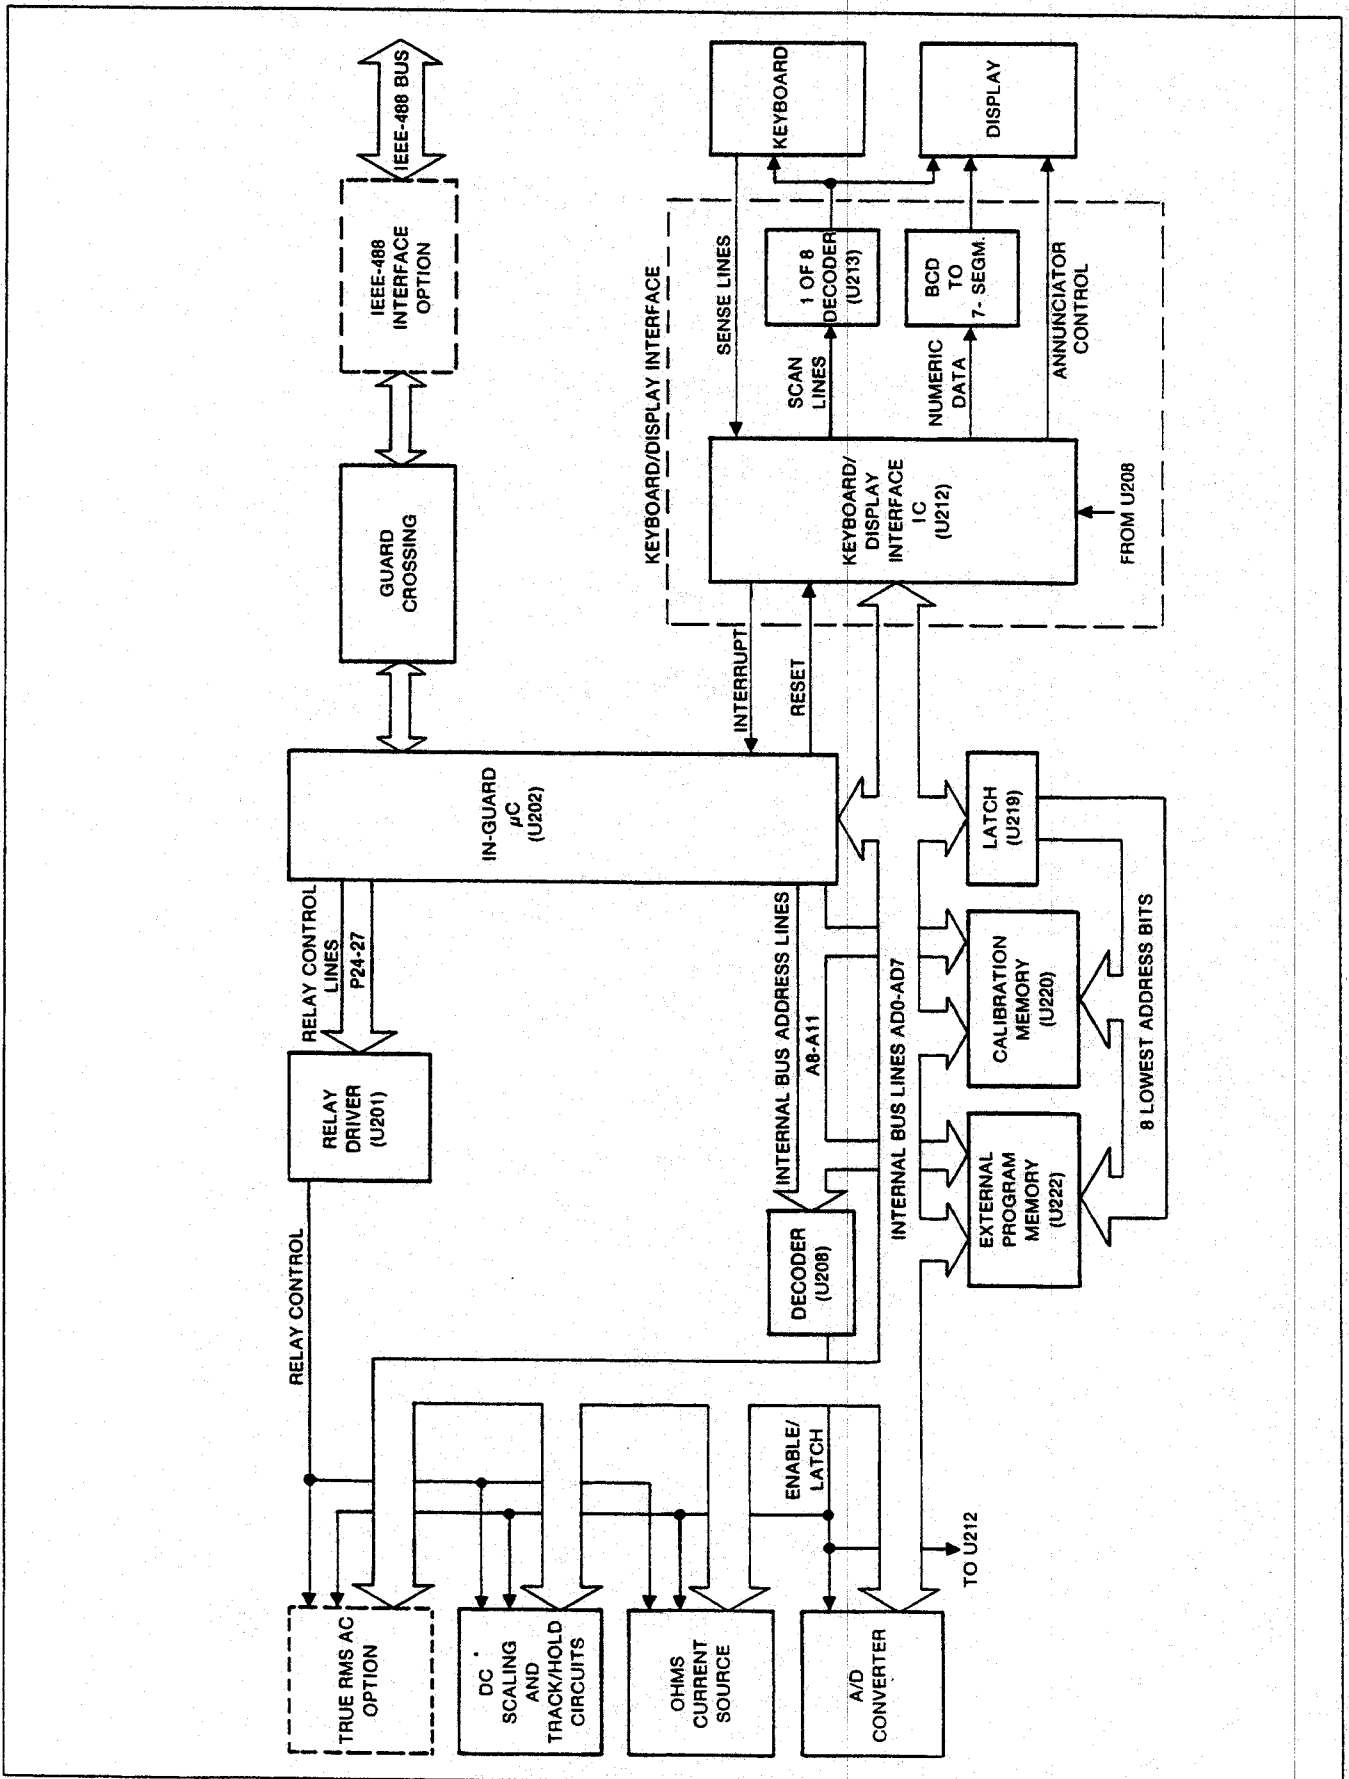 TRUE RMS AC
OPTION
DC
SCALING
AND
TRACK/HOLD
CIRCUITS
OHMS
CURRENT
SOURCE
A/D
CONVERTER
RELAY CONTROL
ENABLE/
LATCH
TO U212
RELAY
DRIVER
(U201)
DECODER
(U208)
RELAY CONTROL
LINES
P24-27
INTERNAL BUS ADDRESS LINES
A8-A11
INTERNAL BUS LINES AD0-AD7
EXTERNAL
PROGRAM
MEMORY
(U222)
CALIBRATION
MEMORY
(U220)
8 LOWEST ADDRESS BITS
IN-GUARD
µC
(U202)
LATCH
(U219)
INTERRUPT
RESET
GUARD
CROSSING
KEYBOARD/DISPLAY INTERFACE
KEYBOARD/
DISPLAY
INTERFACE
IC
(U212)
FROM U208
IEEE-488
INTERFACE
OPTION
IEEE-488 BUS
SENSE LINES
SCAN
LINES
NUMERIC
DATA
ANNUNCIATOR
CONTROL
1 OF 8
DECODER
(U213)
BCD
TO
7- SEGM.
KEYBOARD
DISPLAY